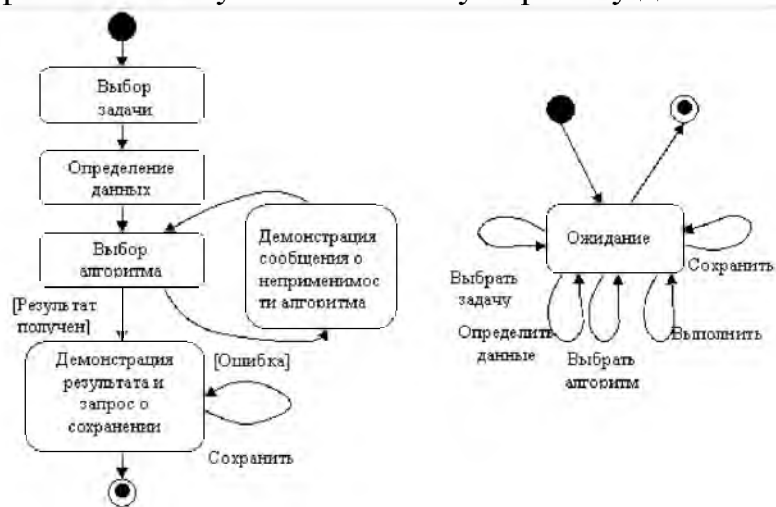 Выбор
задачи
Определение
данных
Выбор
алгоритма
Демонстрация
сообщения о
неприменимос
ти алгоритма
[Результат
получен]
[Ошибка]
Демонстрация
результата и
запрос о
сохранении
Сохранить
Ожидание
Выбрать
задачу
Сохранить
Определить
данные
Выбрать
алгоритм
Выполнить